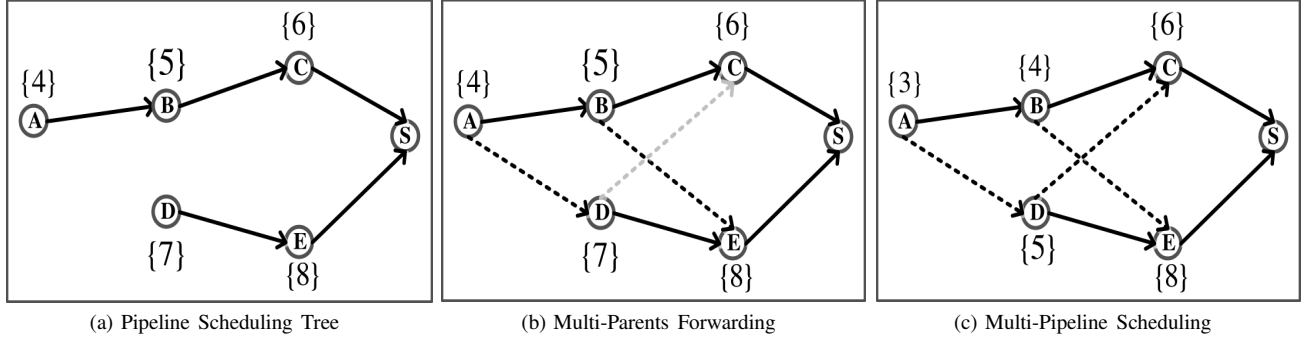 {4}
A
{5}
B
{6}
C
S
D
{7}
E
{8}
(a) Pipeline Scheduling Tree
{4}
A
{5}
B
{6}
C
S
D
{7}
E
{8}
(b) Multi-Parents Forwarding
{3}
A
{4}
B
{6}
C
S
D
{5}
E
{8}
(c) Multi-Pipeline Scheduling